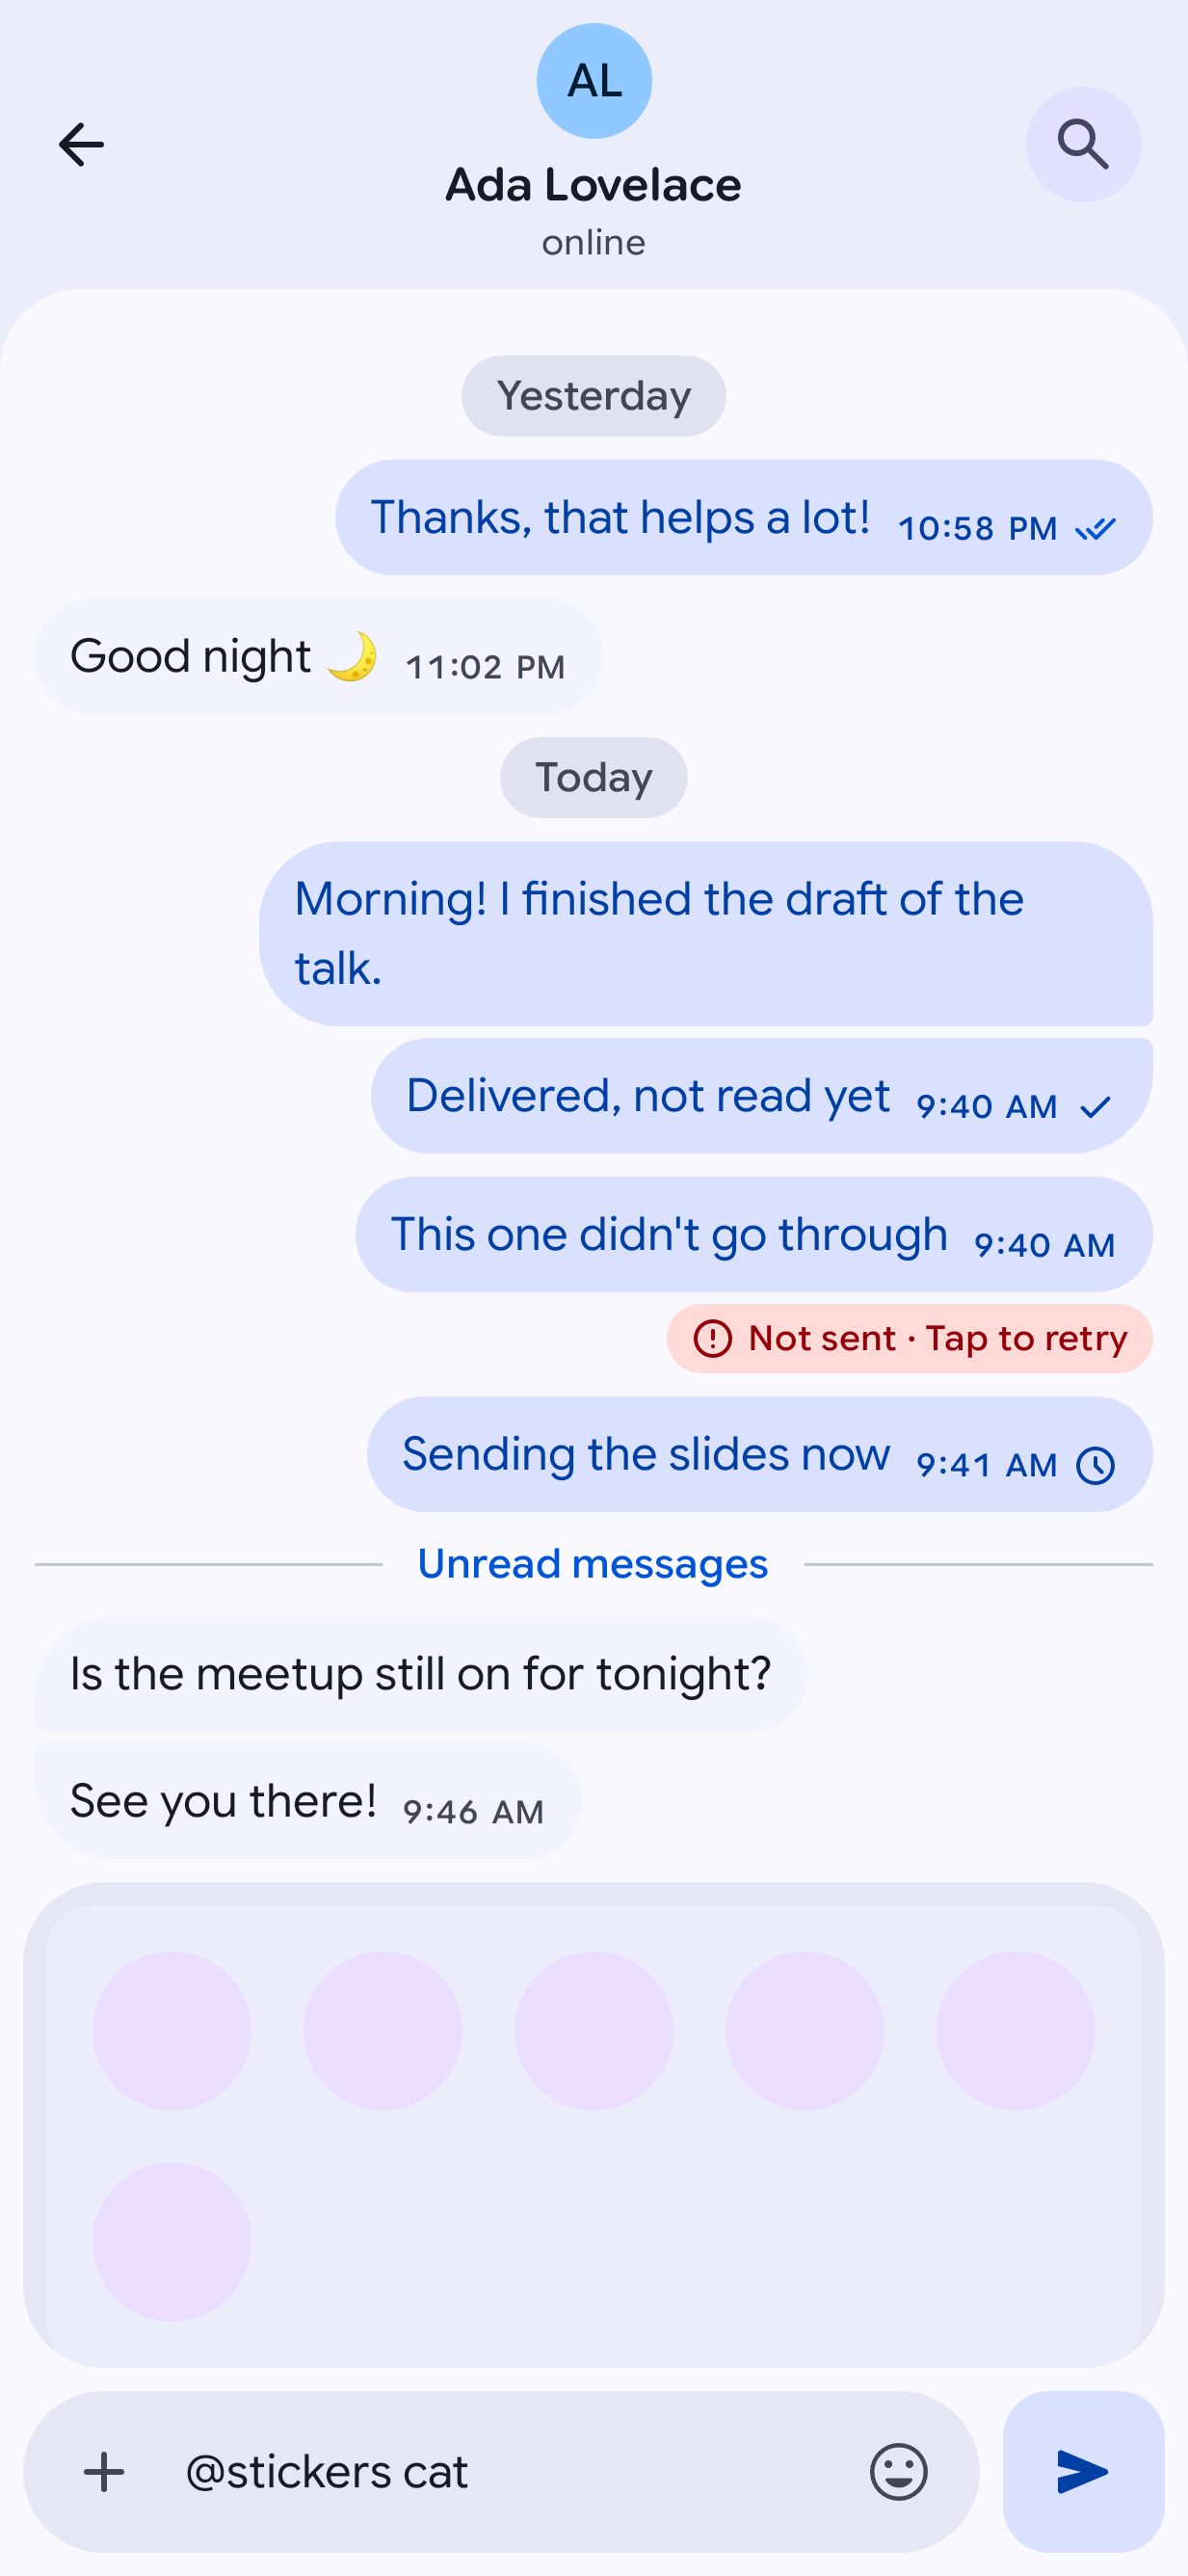 AL
Ada Lovelace
online
Yesterday
Thanks, that helps a lot! 10:58 PM
Good night 🌙 11:02 PM
Today
Morning! I finished the draft of the
talk.
Delivered, not read yet 9:40 AM
This one didn't go through 9:40 AM
Not sent · Tap to retry
Sending the slides now 9:41 AM
Unread messages
Is the meetup still on for tonight?
See you there! 9:46 AM
@stickers cat